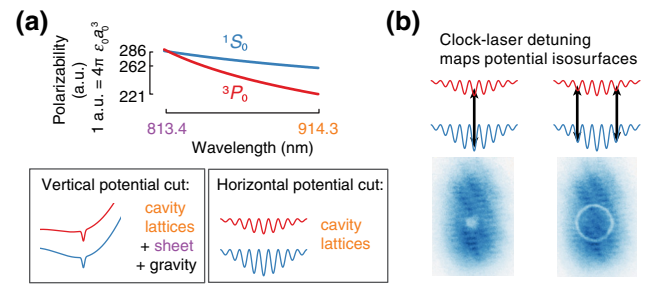 (a)
Polarizability
(a.u.)
1 a.u. = 4π ε₀a₀³
286
262
221
¹S₀
³P₀
813.4
914.3
Wavelength (nm)
Vertical potential cut:
cavity
lattices
+ sheet
+ gravity
Horizontal potential cut:
cavity
lattices
(b)
Clock-laser detuning
maps potential isosurfaces